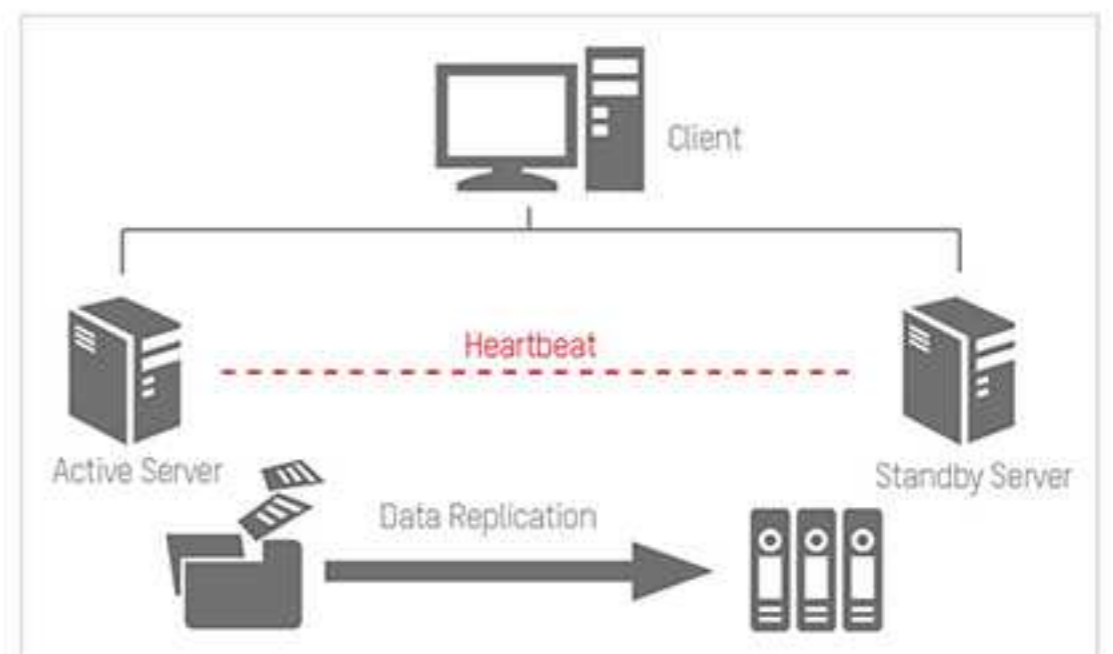 Client
Heartbeat
Active Server
Standby Server
Data Replication